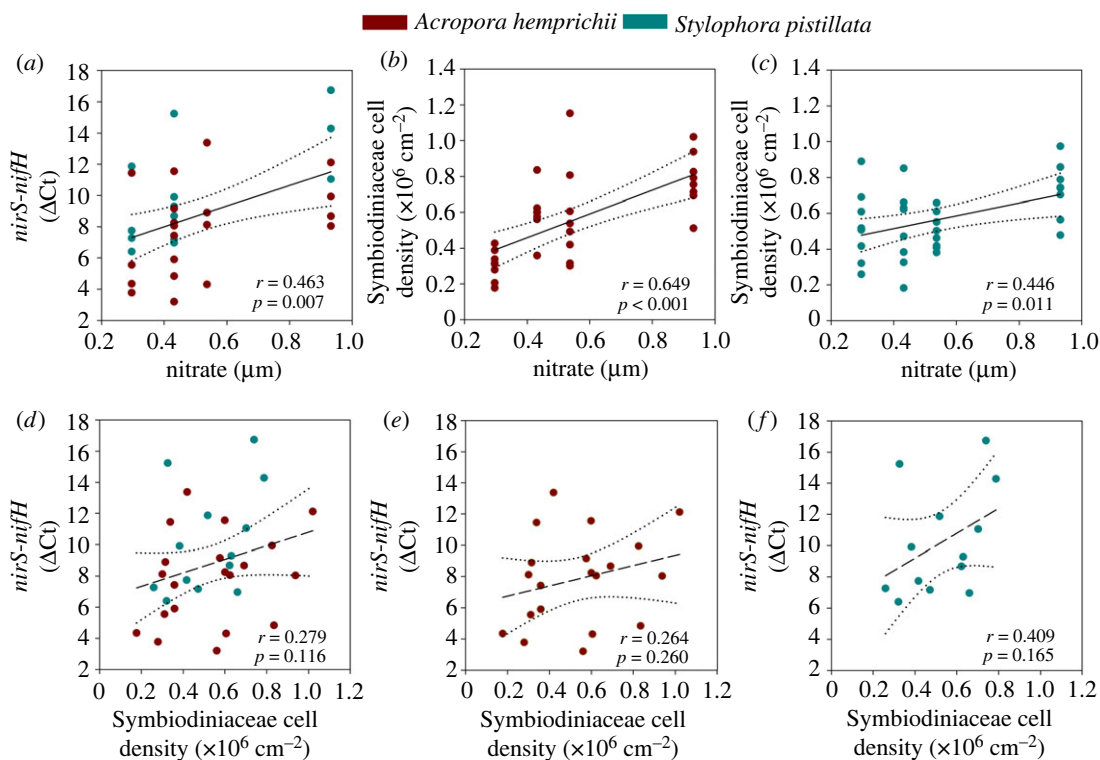 Acropora hemprichii Stylophora pistillata
(a) (b) (c)
18
16
14
12
10
8
6
4
2
nirS-nifH
(ΔCt)
r = 0.463
p = 0.007
0.2 0.4 0.6 0.8 1.0
nitrate (μm)
1.4
1.2
1.0
0.8
0.6
0.4
0.2
0
Symbiodiniaceae cell
density (×10⁶ cm⁻²)
r = 0.649
p < 0.001
0.2 0.4 0.6 0.8 1.0
nitrate (μm)
1.4
1.2
1.0
0.8
0.6
0.4
0.2
0
Symbiodiniaceae cell
density (×10⁶ cm⁻²)
r = 0.446
p = 0.011
0.2 0.4 0.6 0.8 1.0
nitrate (μm)
(d) (e) (f)
18
16
14
12
10
8
6
4
2
nirS-nifH
(ΔCt)
r = 0.279
p = 0.116
0 0.2 0.4 0.6 0.8 1.0 1.2
Symbiodiniaceae cell
density (×10⁶ cm⁻²)
18
16
14
12
10
8
6
4
2
nirS-nifH
(ΔCt)
r = 0.264
p = 0.260
0 0.2 0.4 0.6 0.8 1.0 1.2
Symbiodiniaceae cell
density (×10⁶ cm⁻²)
18
16
14
12
10
8
6
4
2
nirS-nifH
(ΔCt)
r = 0.409
p = 0.165
0 0.2 0.4 0.6 0.8 1.0 1.2
Symbiodiniaceae cell
density (×10⁶ cm⁻²)